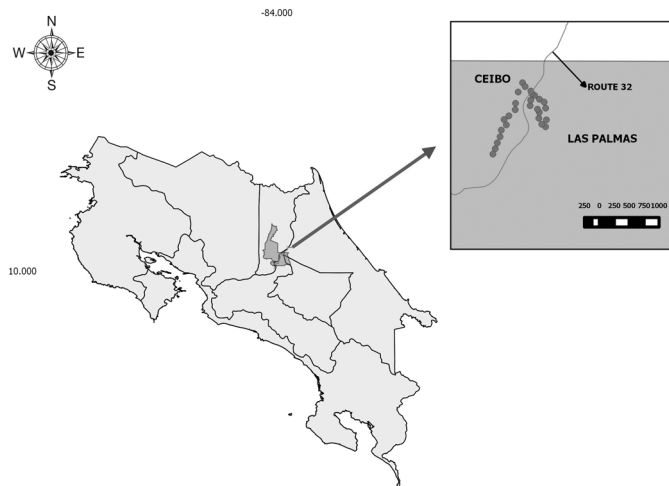 -84.000
N
W E
S
CEIBO
ROUTE 32
LAS PALMAS
250 0 250 500 7501000
10.000